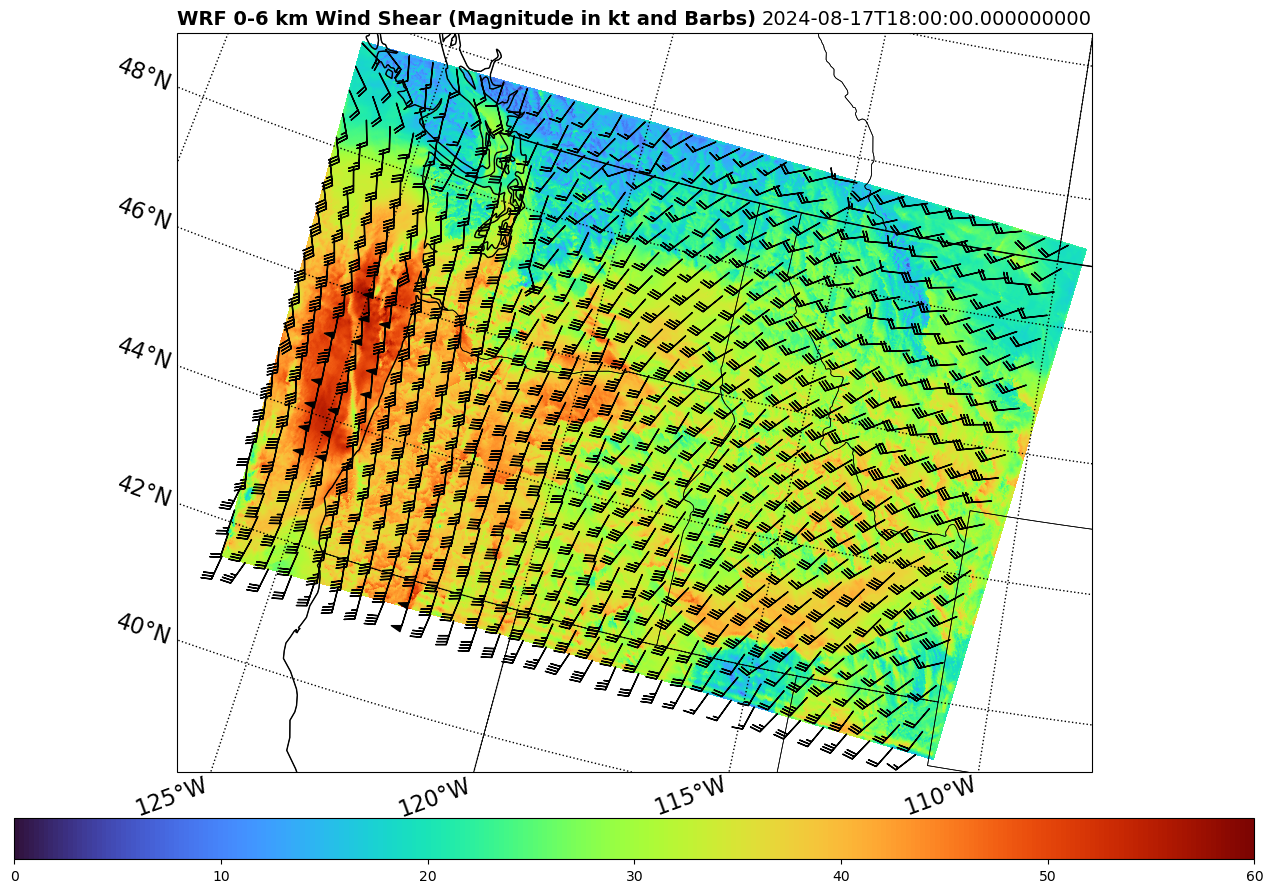 WRF 0-6 km Wind Shear (Magnitude in kt and Barbs) 2024-08-17T18:00:00.000000000
48°N
46°N
44°N
42°N
40°N
125°W 120°W 115°W 110°W
0 10 20 30 40 50 60